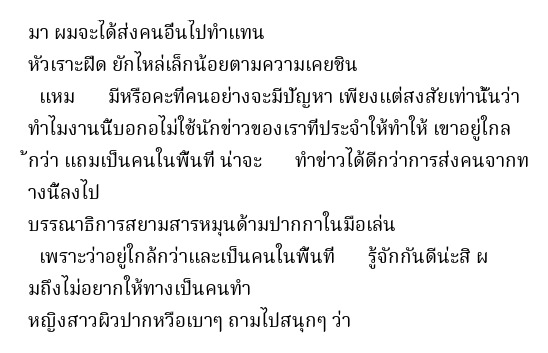 มา ผมจะได้ส่งคนอื่นไปทำแทน
หัวเราะฝืด ยักไหล่เล็กน้อยตามความเคยชิน
แหม มีหรือคะที่คนอย่างจะมีปัญหา เพียงแต่สงสัยเท่านั้นว่า
ทำไมงานนี้บอกอไม่ใช้นักข่าวของเราที่ประจำให้ทำให้ เขาอยู่ใกล
้กว่า แถมเป็นคนในพื้นที่ น่าจะ ทำข่าวได้ดีกว่าการส่งคนจากท
างนี้ลงไป
บรรณาธิการสยามสารหมุนด้ามปากกาในมือเล่น
เพราะว่าอยู่ใกล้กว่าและเป็นคนในพื้นที่ รู้จักกันดีน่ะสิ ผ
มถึงไม่อยากให้ทางเป็นคนทำ
หญิงสาวผิวปากหวือเบาๆ ถามไปสนุกๆ ว่า